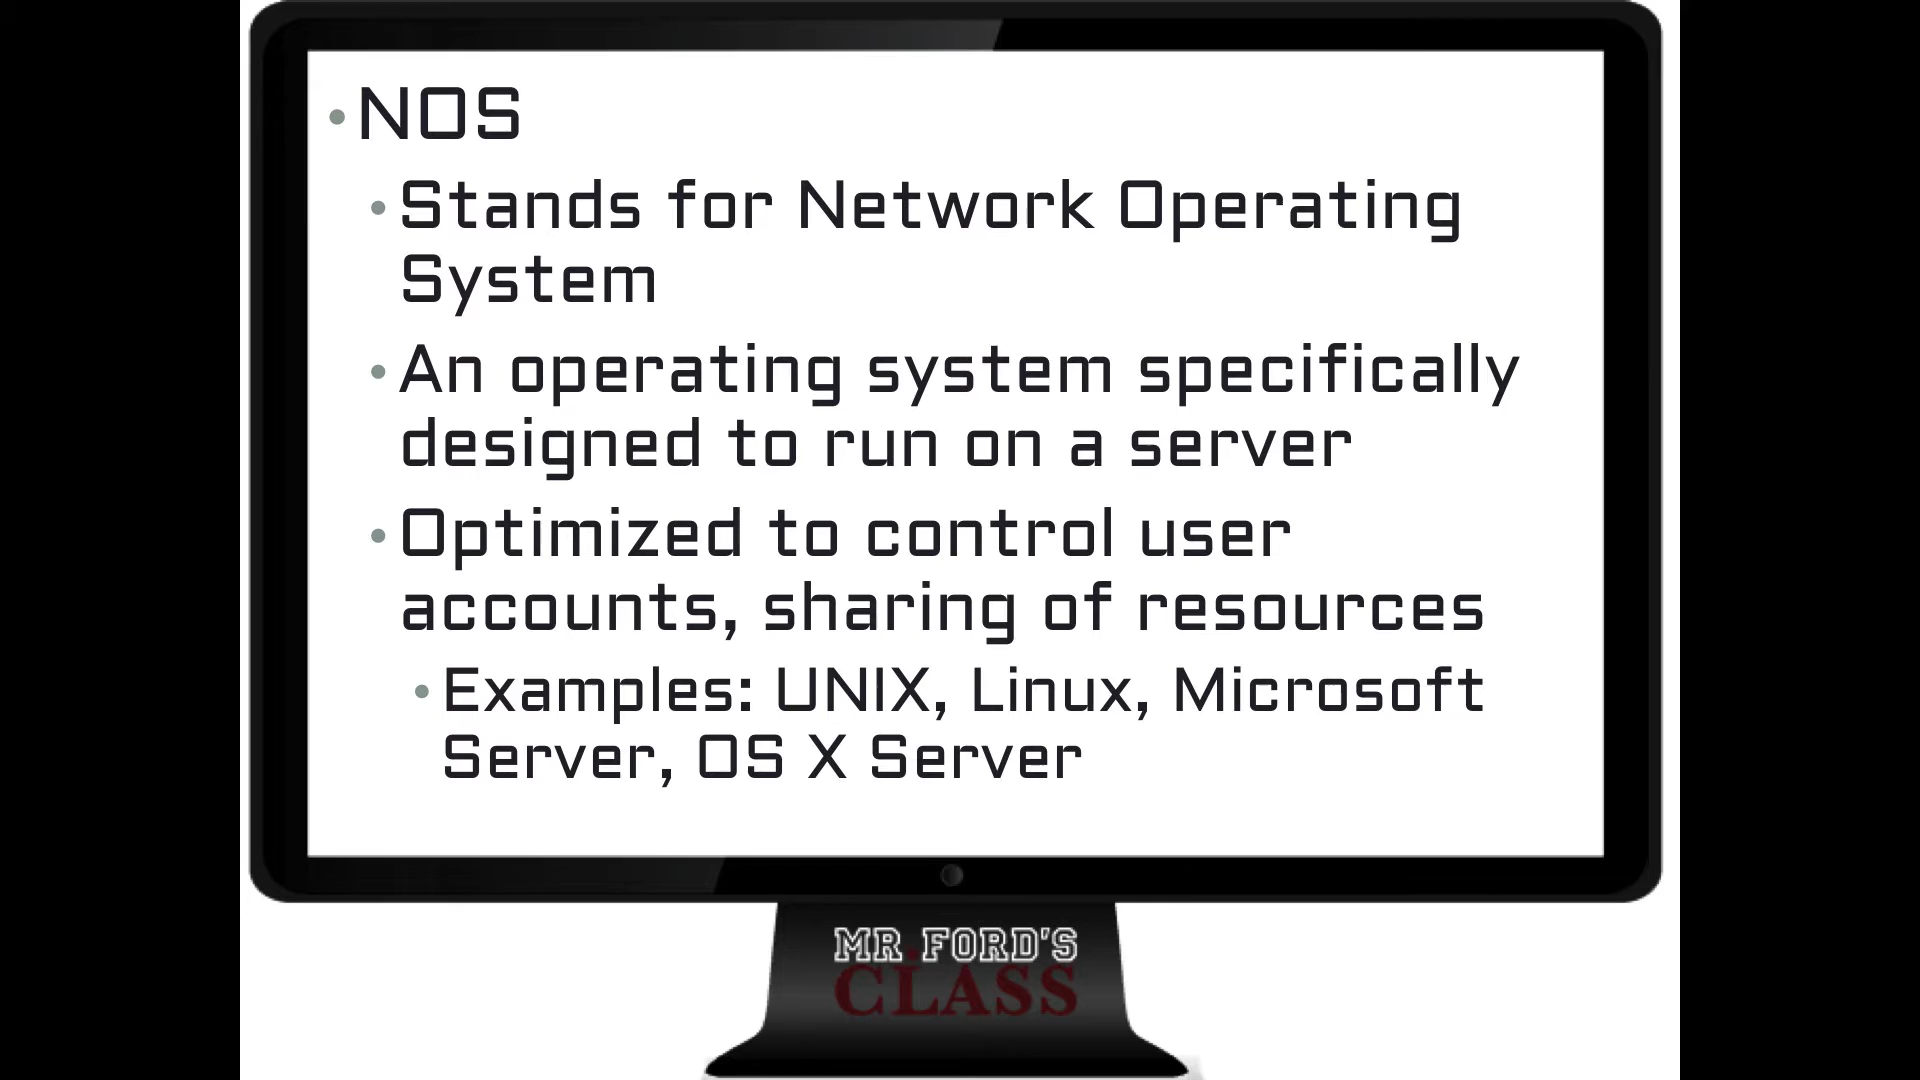 • NOS
• Stands for Network Operating
System
• An operating system specifically
designed to run on a server
• Optimized to control user
accounts, sharing of resources
• Examples: UNIX, Linux, Microsoft
Server, OS X Server
MR FORD'S
CLASS